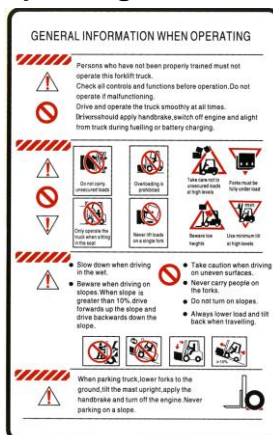 GENERAL INFORMATION WHEN OPERATING
Persons who have not been properly trained must not
operate this forklift truck.
Check all controls and functions before operation.Do not
operate if malfunctioning.
Drive and operate the truck smoothly at all times.
Drivers should apply handbrake,switch off engine and alight
from truck during fuelling or battery charging.
Do not carry
unsecured loads
Overloading is
prohibited
Take care not to
unsecured loads
at high levels
Forks must be
fully under load
Only operate the
truck when sitting
in the seat
Never lift loads
on a single fork
Beware low
heights
Use minimum tilt
at high levels
● Slow down when driving
in the wet.
● Beware when driving on
slopes.When slope is
greater than 10%.drive
forwards up the slope and
drive backwards down the
slope.
● Take caution when driving
on uneven surfaces.
● Never carry people on
the forks.
● Do not turn on slopes.
● Always lower load and tilt
back when travelling.
When parking truck,lower forks to the
ground,tilt the mast upright,apply the
handbrake and turn off the engine.Never
parking on a slope.